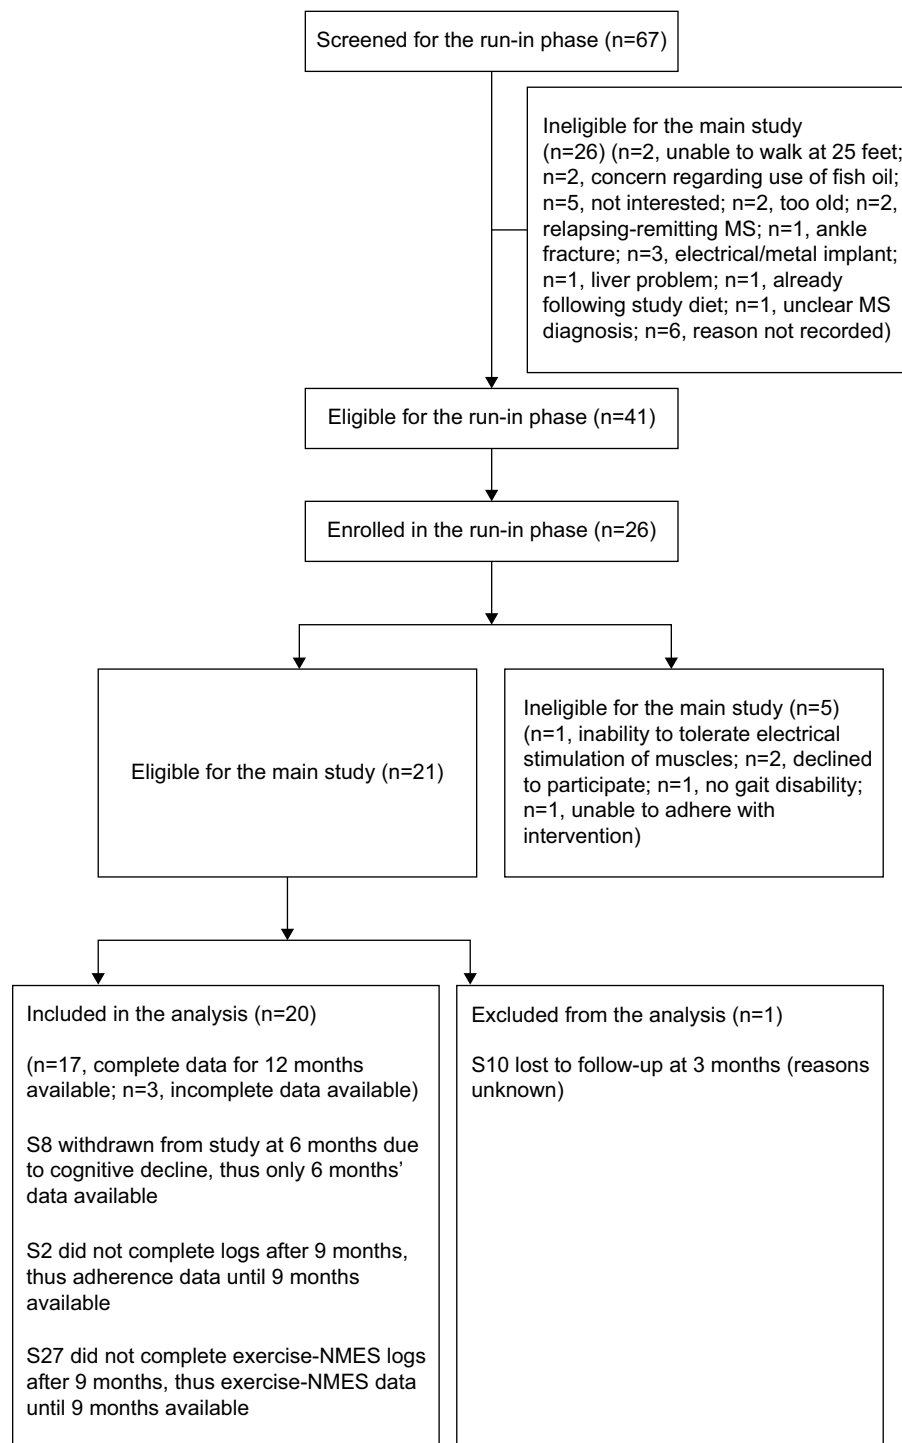 Screened for the run-in phase (n=67)
Ineligible for the main study
(n=26) (n=2, unable to walk at 25 feet;
n=2, concern regarding use of fish oil;
n=5, not interested; n=2, too old; n=2,
relapsing-remitting MS; n=1, ankle
fracture; n=3, electrical/metal implant;
n=1, liver problem; n=1, already
following study diet; n=1, unclear MS
diagnosis; n=6, reason not recorded)
Eligible for the run-in phase (n=41)
Enrolled in the run-in phase (n=26)
Eligible for the main study (n=21)
Ineligible for the main study (n=5)
(n=1, inability to tolerate electrical
stimulation of muscles; n=2, declined
to participate; n=1, no gait disability;
n=1, unable to adhere with
intervention)
Included in the analysis (n=20)
(n=17, complete data for 12 months
available; n=3, incomplete data available)
S8 withdrawn from study at 6 months due
to cognitive decline, thus only 6 months’
data available
S2 did not complete logs after 9 months,
thus adherence data until 9 months
available
S27 did not complete exercise-NMES logs
after 9 months, thus exercise-NMES data
until 9 months available
Excluded from the analysis (n=1)
S10 lost to follow-up at 3 months (reasons
unknown)